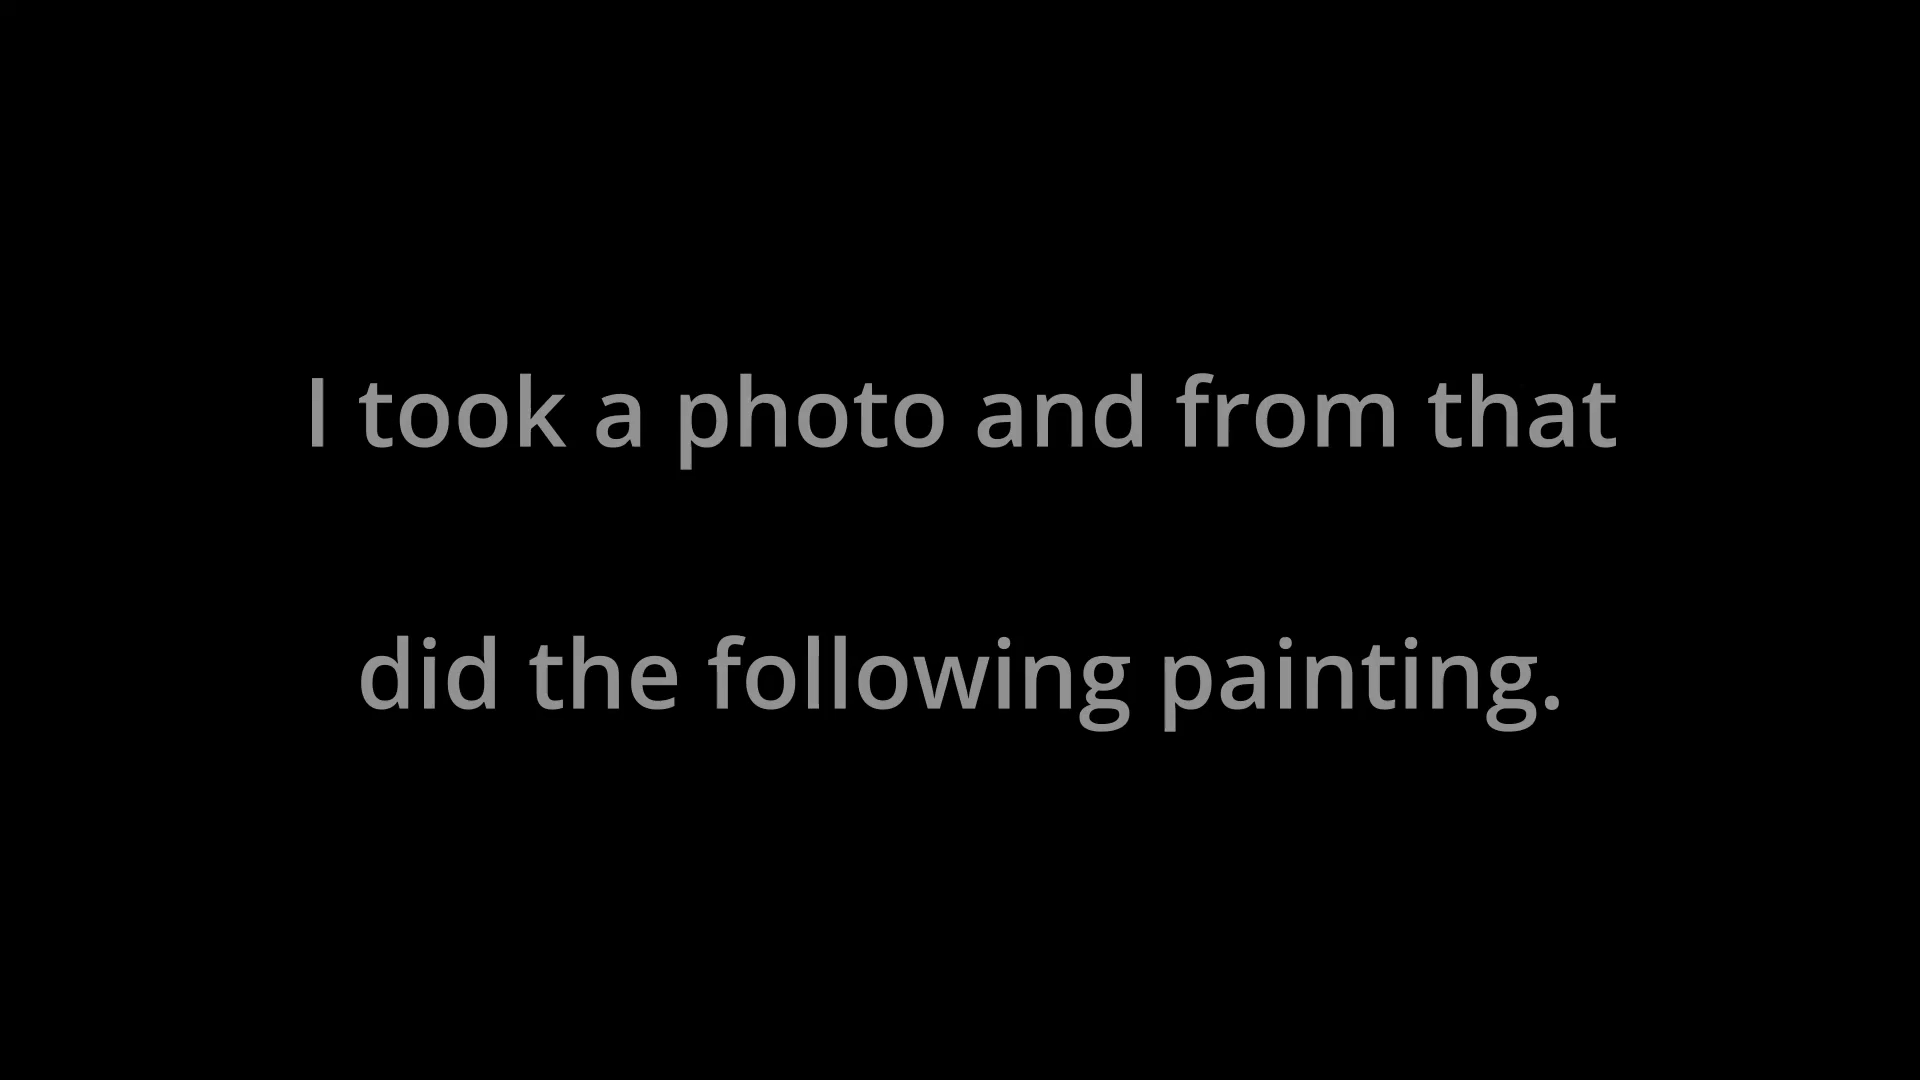 I took a photo and from that
did the following painting.